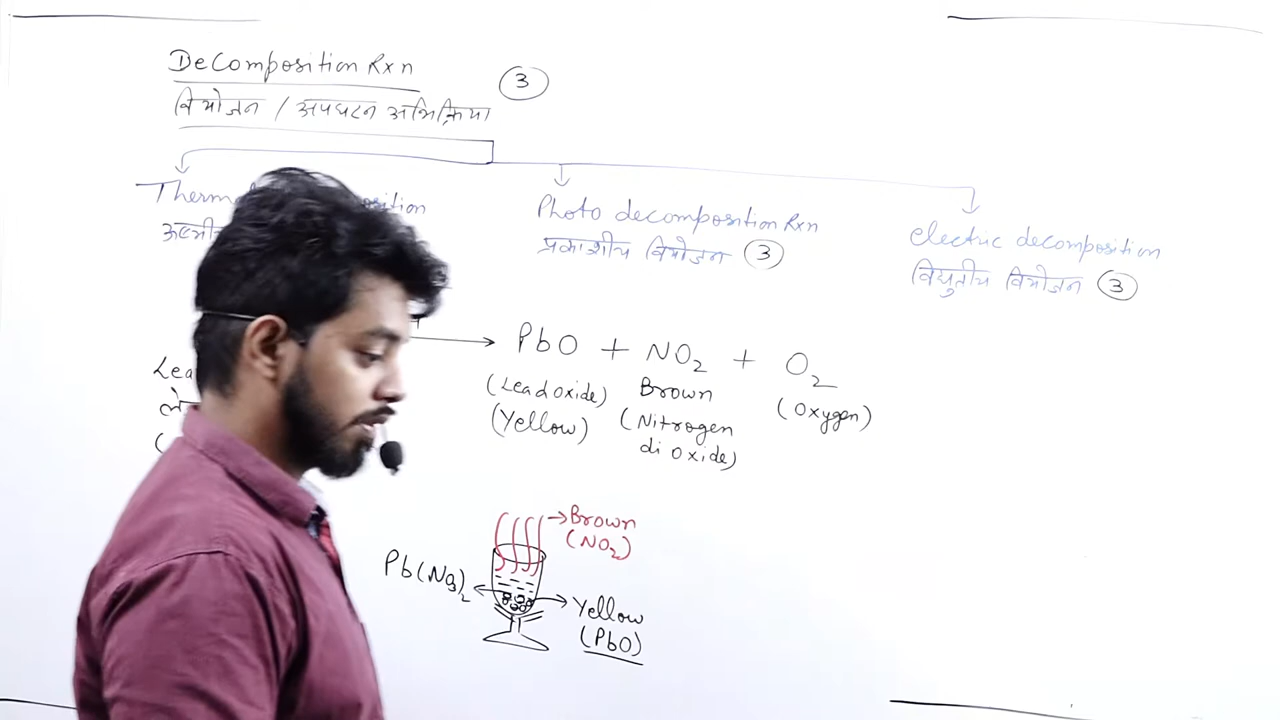 Decomposition Rxn
③
वियोजन / अपघटन अभिक्रिया
Photo decomposition Rxn
प्रकाशीय वियोजन ③
electric decomposition
विद्युतीय वियोजन ③
PbO + NO₂ + O₂
(Lead oxide)
(Yellow)
Brown
(Nitrogen
di oxide)
(Oxygen)
→ Brown
(NO₂)
Pb(NO₃)₂
Yellow
(PbO)